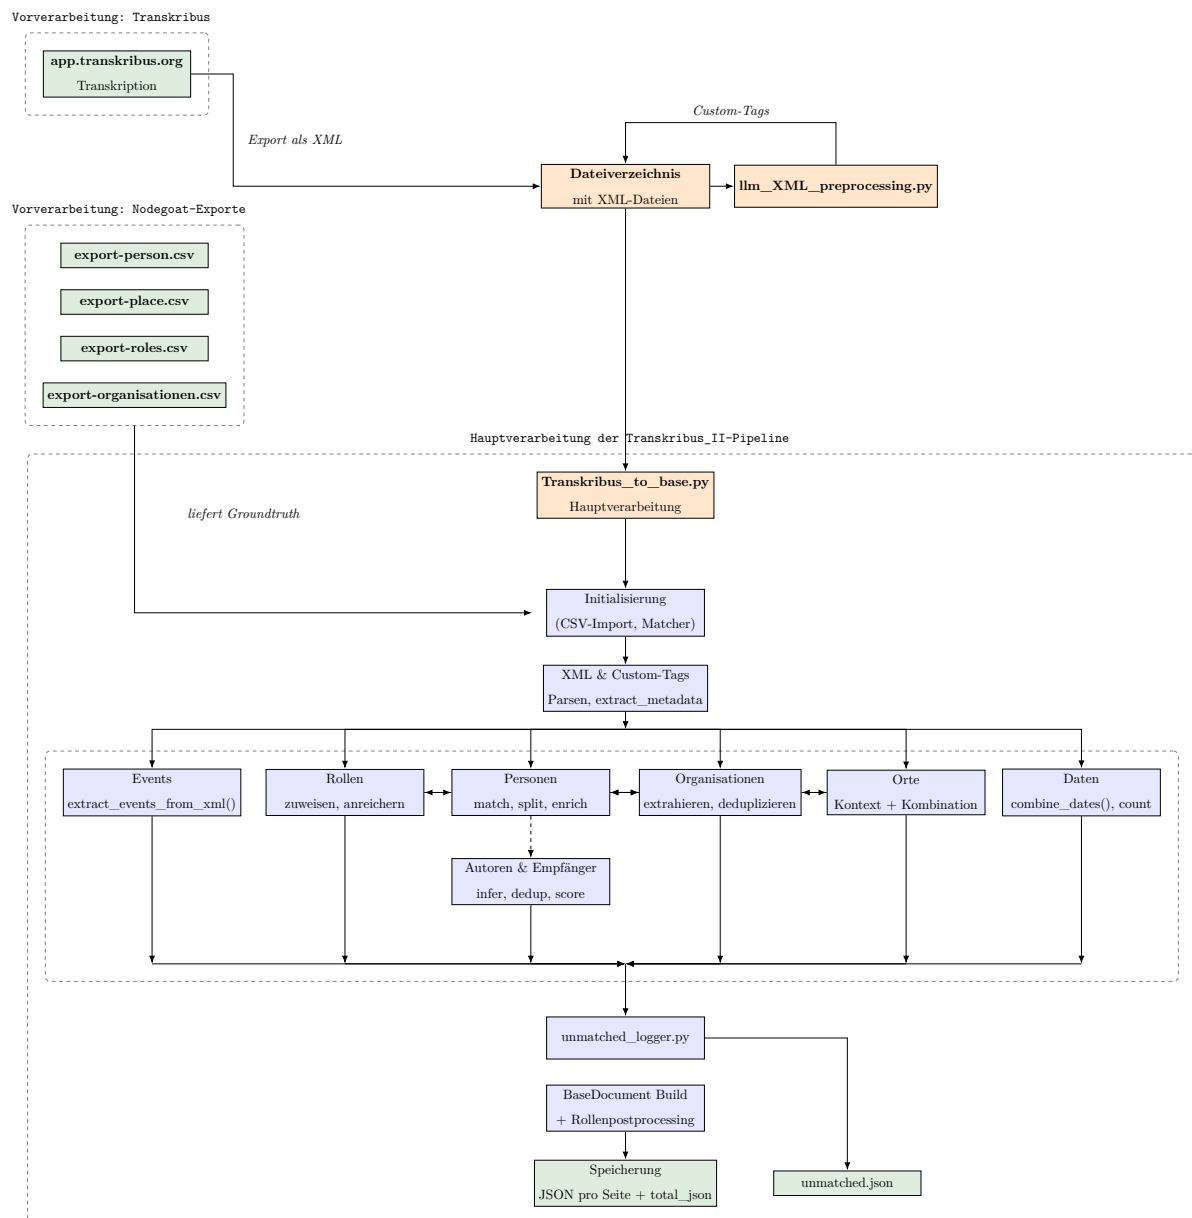 Vorverarbeitung: Transkribus
app.transkribus.org
Transkription
Export als XML
Custom-Tags
Dateiverzeichnis
mit XML-Dateien
llm_XML_preprocessing.py
Vorverarbeitung: Nodegoat-Exporte
export-person.csv
export-place.csv
export-roles.csv
export-organisationen.csv
Hauptverarbeitung der Transkribus_II-Pipeline
Transkribus_to_base.py
Hauptverarbeitung
liefert Groundtruth
Initialisierung
(CSV-Import, Matcher)
XML & Custom-Tags
Parsen, extract_metadata
Events
extract_events_from_xml()
Rollen
zuweisen, anreichern
Personen
match, split, enrich
Organisationen
extrahieren, deduplizieren
Orte
Kontext + Kombination
Daten
combine_dates(), count
Autoren & Empfänger
infer, dedup, score
unmatched_logger.py
BaseDocument Build
+ Rollenpostprocessing
Speicherung
JSON pro Seite + total_json
unmatched.json